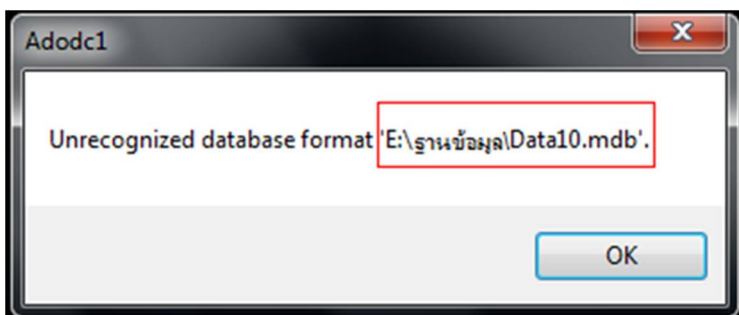 Adodc1
Unrecognized database format 'E:\ฐานข้อมูล\Data10.mdb'.
OK